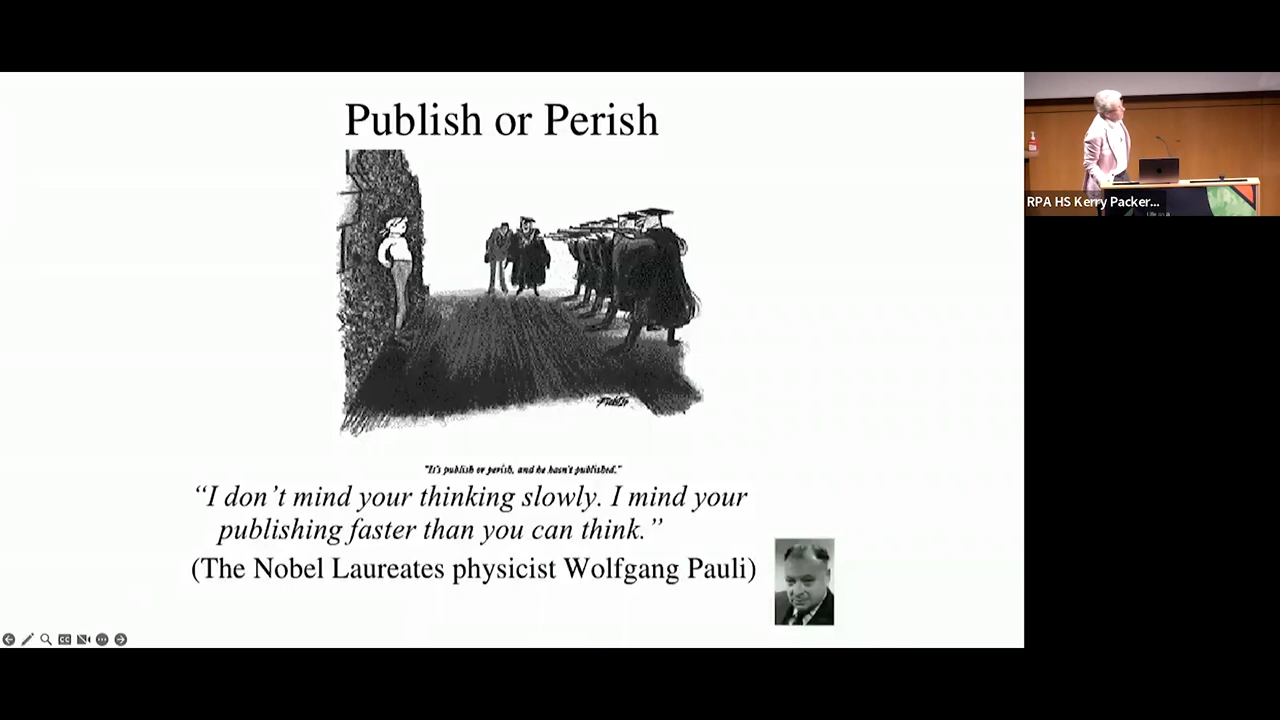 Publish or Perish
"It's publish or perish, and he hasn't published."
“I don’t mind your thinking slowly. I mind your
publishing faster than you can think.”
(The Nobel Laureates physicist Wolfgang Pauli)
RPA HS Kerry Packer...